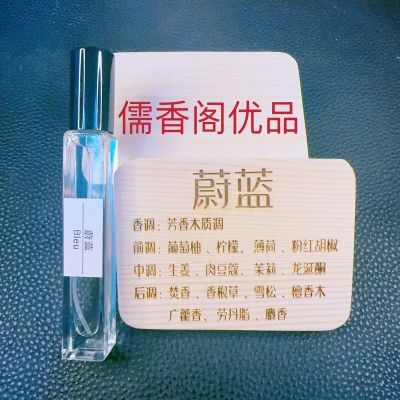 儒香阁优品
蔚蓝
香调：芳香木质调
前调：葡萄柚、柠檬、薄荷、粉红胡椒
中调：生姜、肉豆蔻、茉莉、龙涎酮
后调：焚香、香根草、雪松、檀香木
广藿香、劳丹脂、麝香
蔚蓝
Bleu